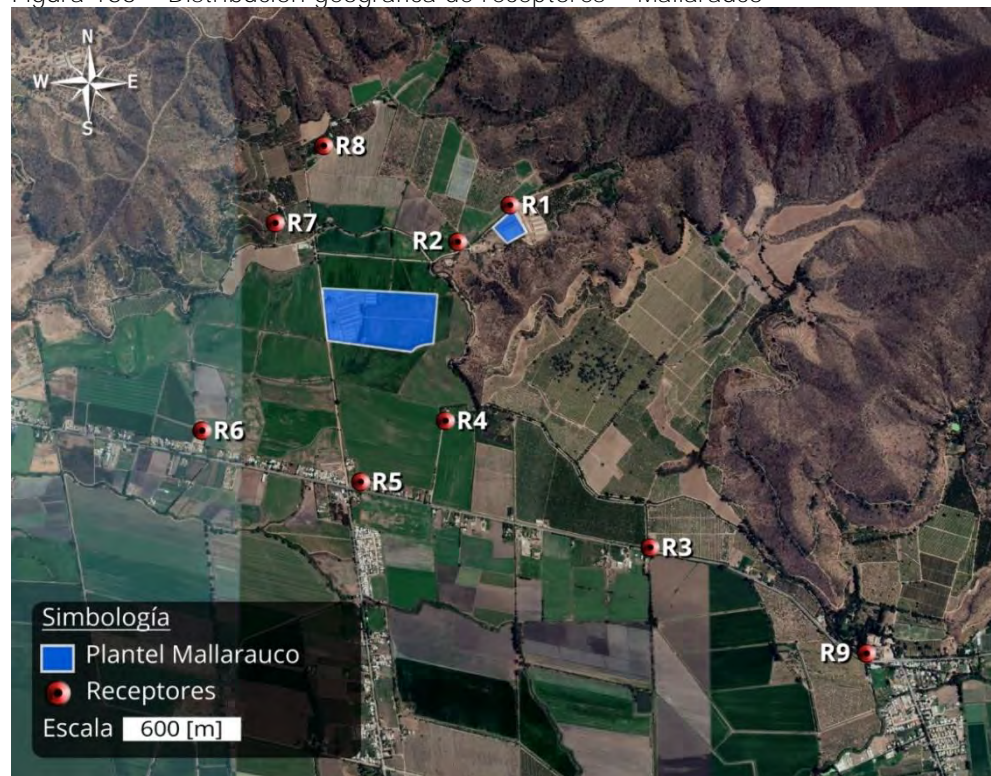 N
W E
S
R8
R1
R7
R2
R4
R6
R5
R3
R9
Simbología
Plantel Mallarauco
Receptores
Escala 600 [m]